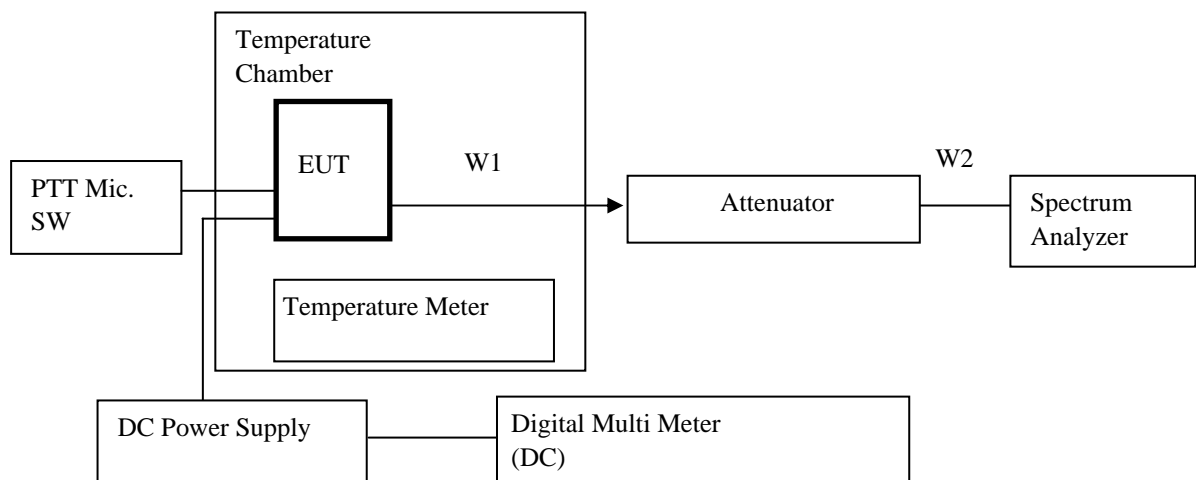 Temperature
Chamber
EUT
W1
W2
PTT Mic.
SW
Attenuator
Spectrum
Analyzer
Temperature Meter
DC Power Supply
Digital Multi Meter
(DC)